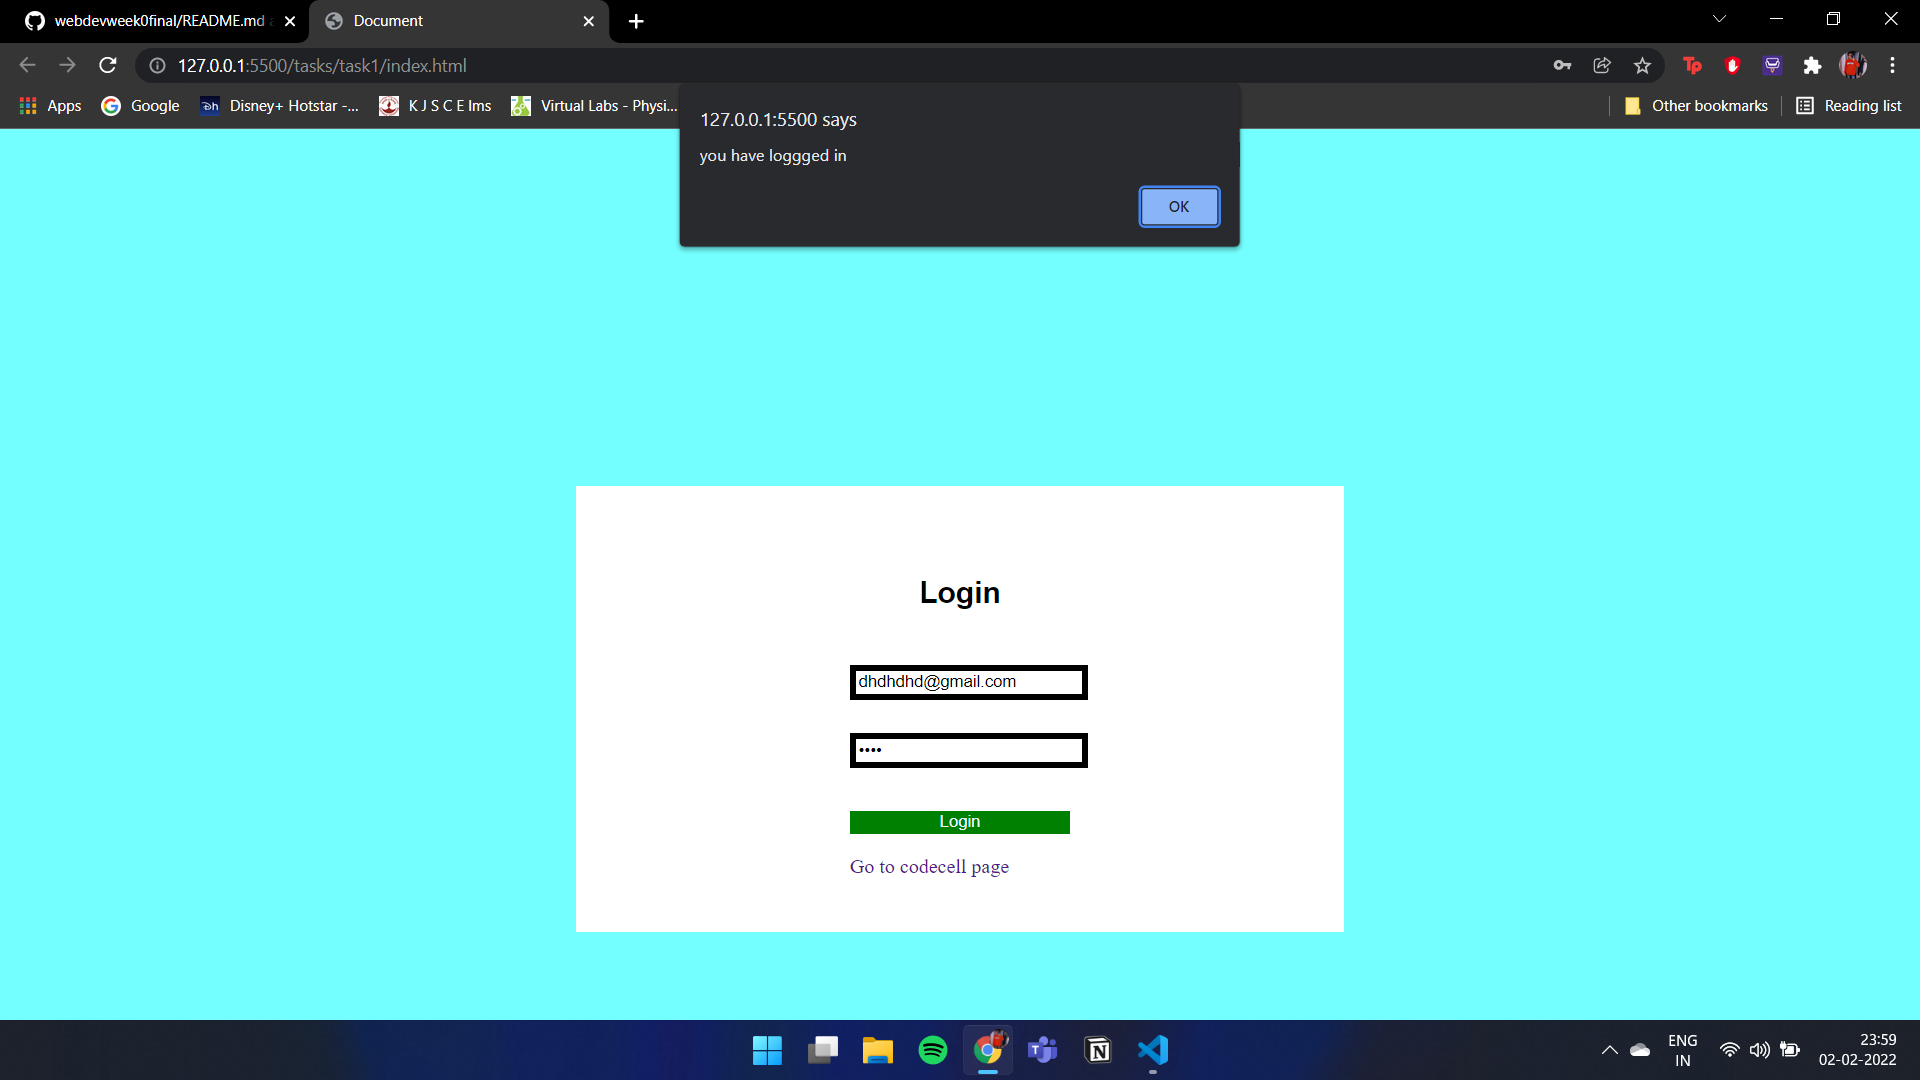 webdevweek0final/README.md a
Document
127.0.0.1:5500/tasks/task1/index.html
Apps
Google
Disney+ Hotstar -...
K J S C E lms
Virtual Labs - Physi...
Other bookmarks
Reading list
127.0.0.1:5500 says
you have loggged in
OK
Login
dhdhdhd@gmail.com
••••
Login
Go to codecell page
ENG
IN
23:59
02-02-2022